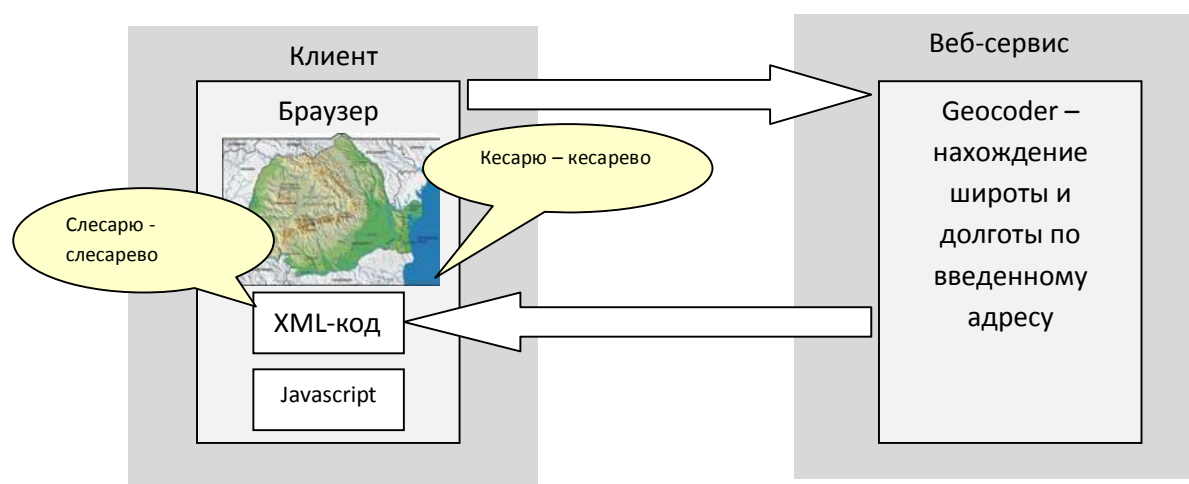 Клиент
Браузер
Кесарю – кесарево
Слесарю -
слесарево
XML-код
Javascript
Веб-сервис
Geocoder –
нахождение
широты и
долготы по
введенному
адресу